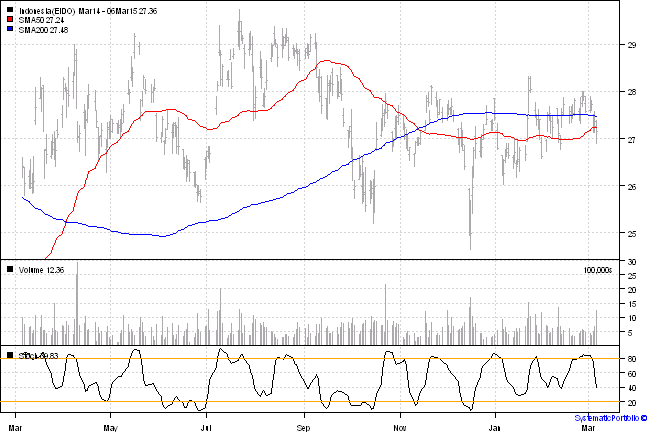 Indonesia(EIDO) Mar14 - 06Mar15 27.36
SMA50 27.24
SMA200 27.48
29
28
27
26
25
Volume 12.36
100,000s
30
25
20
15
10
5
80
60
40
20
Mar May Jul Sep Nov Jan Mar
SystematicPortfolio ©